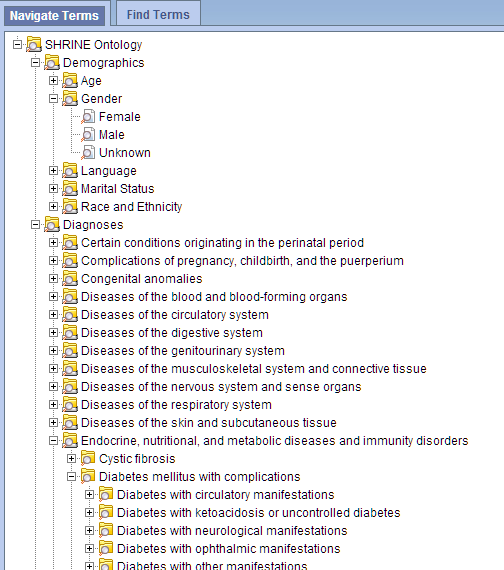 Navigate Terms
Find Terms
SHRINE Ontology
Demographics
Age
Gender
Female
Male
Unknown
Language
Marital Status
Race and Ethnicity
Diagnoses
Certain conditions originating in the perinatal period
Complications of pregnancy, childbirth, and the puerperium
Congenital anomalies
Diseases of the blood and blood-forming organs
Diseases of the circulatory system
Diseases of the digestive system
Diseases of the genitourinary system
Diseases of the musculoskeletal system and connective tissue
Diseases of the nervous system and sense organs
Diseases of the respiratory system
Diseases of the skin and subcutaneous tissue
Endocrine, nutritional, and metabolic diseases and immunity disorders
Cystic fibrosis
Diabetes mellitus with complications
Diabetes with circulatory manifestations
Diabetes with ketoacidosis or uncontrolled diabetes
Diabetes with neurological manifestations
Diabetes with ophthalmic manifestations
Diabetes with other manifestations